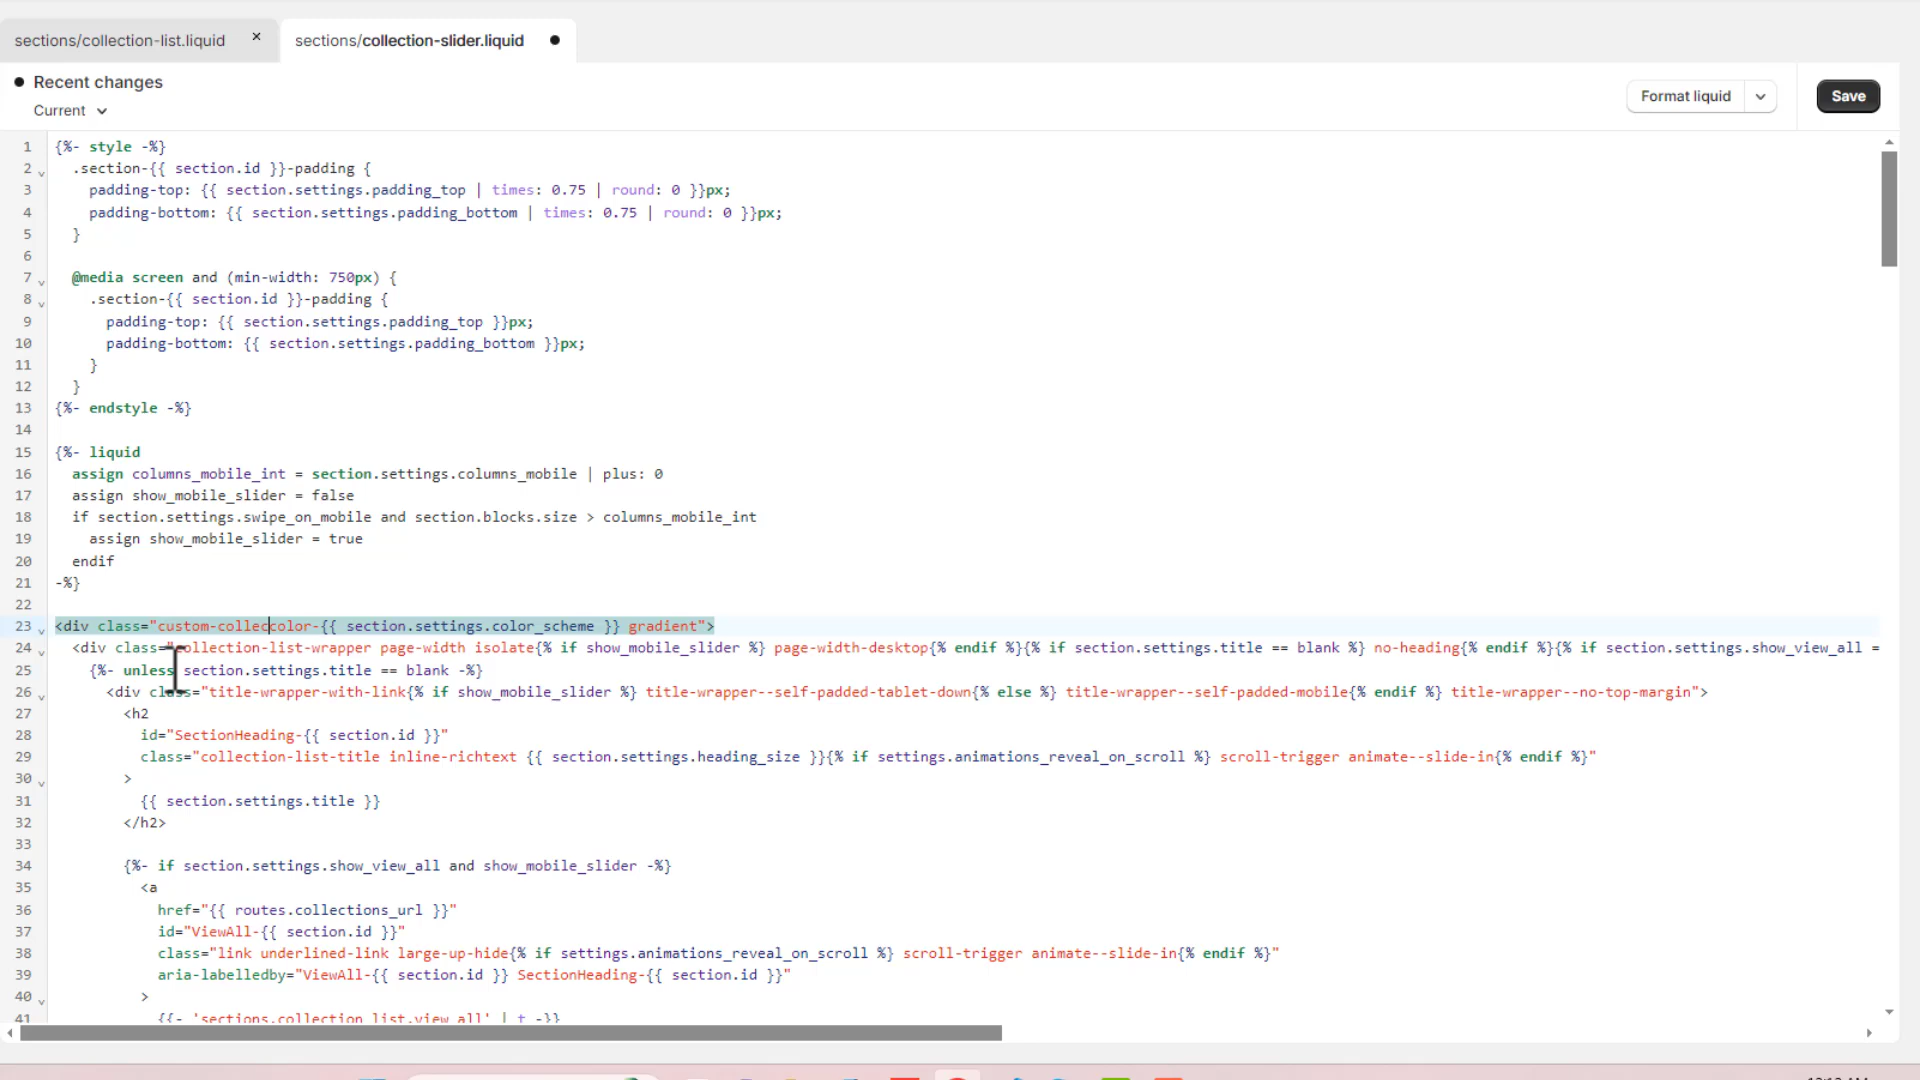 sections/collection-list.liquid ×
sections/collection-slider.liquid ●
Recent changes
Current
Format liquid
Save
1 {%- style -%}
2 .section-{{ section.id }}-padding {
3 padding-top: {{ section.settings.padding_top | times: 0.75 | round: 0 }}px;
4 padding-bottom: {{ section.settings.padding_bottom | times: 0.75 | round: 0 }}px;
5 }
6
7 @media screen and (min-width: 750px) {
8 .section-{{ section.id }}-padding {
9 padding-top: {{ section.settings.padding_top }}px;
10 padding-bottom: {{ section.settings.padding_bottom }}px;
11 }
12 }
13 {%- endstyle -%}
14
15 {%- liquid
16 assign columns_mobile_int = section.settings.columns_mobile | plus: 0
17 assign show_mobile_slider = false
18 if section.settings.swipe_on_mobile and section.blocks.size > columns_mobile_int
19 assign show_mobile_slider = true
20 endif
21 -%}
22
23 <div class="custom-colleccolor-{{ section.settings.color_scheme }} gradient">
24 <div class="collection-list-wrapper page-width isolate{% if show_mobile_slider %} page-width-desktop{% endif %}{% if section.settings.title == blank %} no-heading{% endif %}{% if section.settings.show_view_all =
25 {%- unless section.settings.title == blank -%}
26 <div class="title-wrapper-with-link{% if show_mobile_slider %} title-wrapper--self-padded-tablet-down{% else %} title-wrapper--self-padded-mobile{% endif %} title-wrapper--no-top-margin">
27 <h2
28 id="SectionHeading-{{ section.id }}"
29 class="collection-list-title inline-richtext {{ section.settings.heading_size }}{% if settings.animations_reveal_on_scroll %} scroll-trigger animate--slide-in{% endif %}"
30 >
31 {{ section.settings.title }}
32 </h2>
33
34 {%- if section.settings.show_view_all and show_mobile_slider -%}
35 <a
36 href="{{ routes.collections_url }}"
37 id="ViewAll-{{ section.id }}"
38 class="link underlined-link large-up-hide{% if settings.animations_reveal_on_scroll %} scroll-trigger animate--slide-in{% endif %}"
39 aria-labelledby="ViewAll-{{ section.id }} SectionHeading-{{ section.id }}"
40 >
41 {{- 'sections.collection_list.view_all' | t -}}